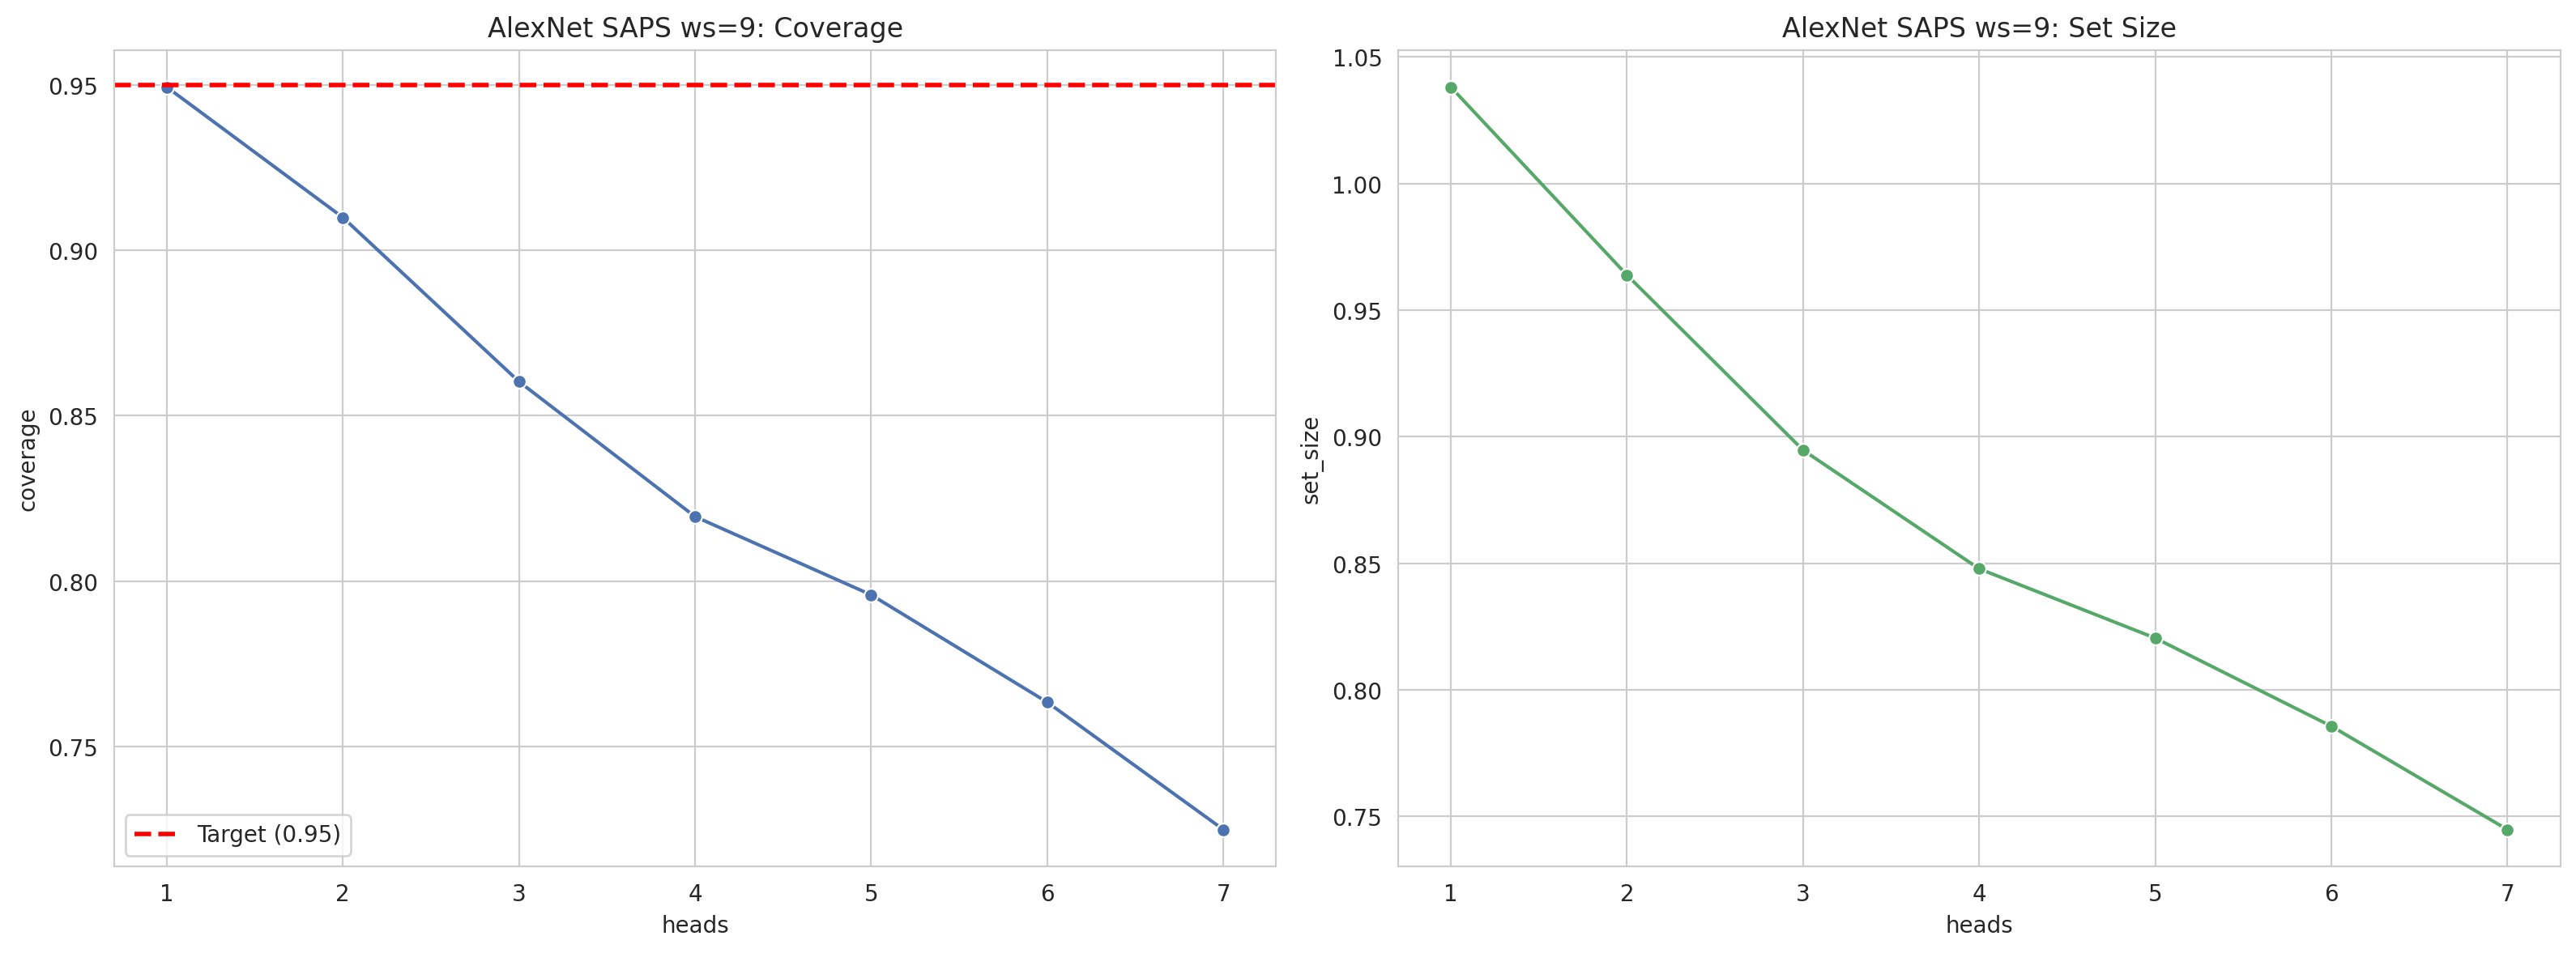 AlexNet SAPS ws=9: Coverage
0.95
0.90
0.85
0.80
0.75
coverage
Target (0.95)
1 2 3 4 5 6 7
heads
AlexNet SAPS ws=9: Set Size
1.05
1.00
0.95
0.90
0.85
0.80
0.75
set_size
1 2 3 4 5 6 7
heads